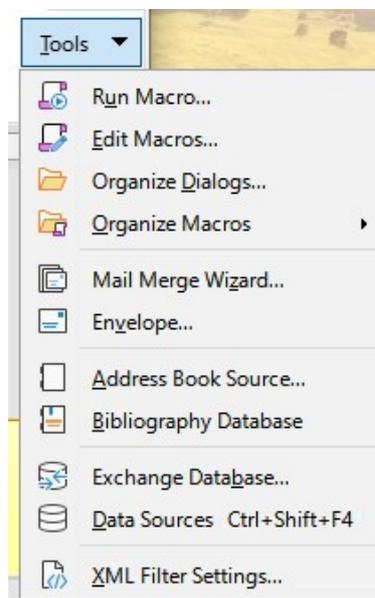 Tools
Run Macro...
Edit Macros...
Organize Dialogs...
Organize Macros
Mail Merge Wizard...
Envelope...
Address Book Source...
Bibliography Database
Exchange Database...
Data Sources Ctrl+Shift+F4
XML Filter Settings...